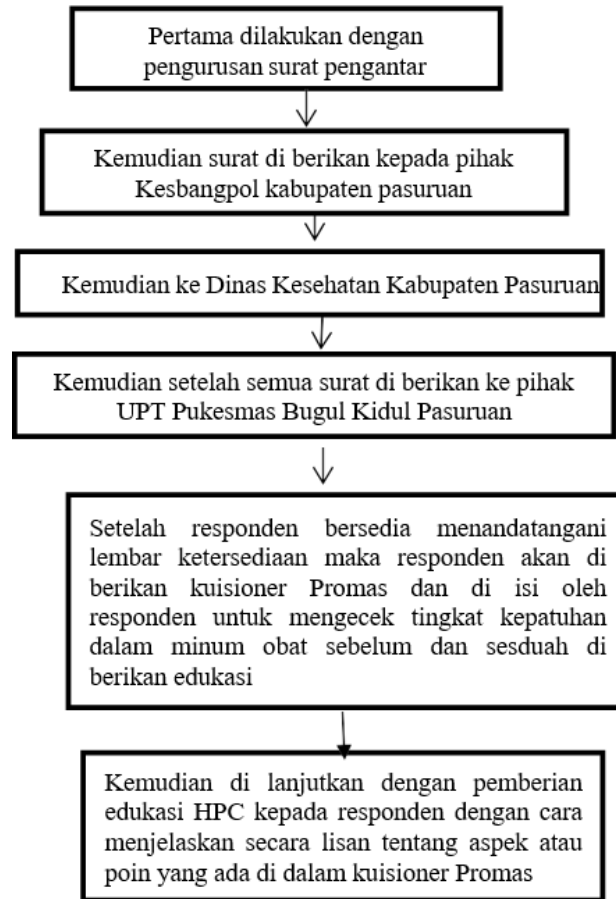 Pertama dilakukan dengan
pengurusan surat pengantar
Kemudian surat di berikan kepada pihak
Kesbangpol kabupaten pasuruan
Kemudian ke Dinas Kesehatan Kabupaten Pasuruan
Kemudian setelah semua surat di berikan ke pihak
UPT Pukesmas Bugul Kidul Pasuruan
Setelah responden bersedia menandatangani
lembar ketersediaan maka responden akan di
berikan kuisioner Promas dan di isi oleh
responden untuk mengecek tingkat kepatuhan
dalam minum obat sebelum dan sesduah di
berikan edukasi
Kemudian di lanjutkan dengan pemberian
edukasi HPC kepada responden dengan cara
menjelaskan secara lisan tentang aspek atau
poin yang ada di dalam kuisioner Promas